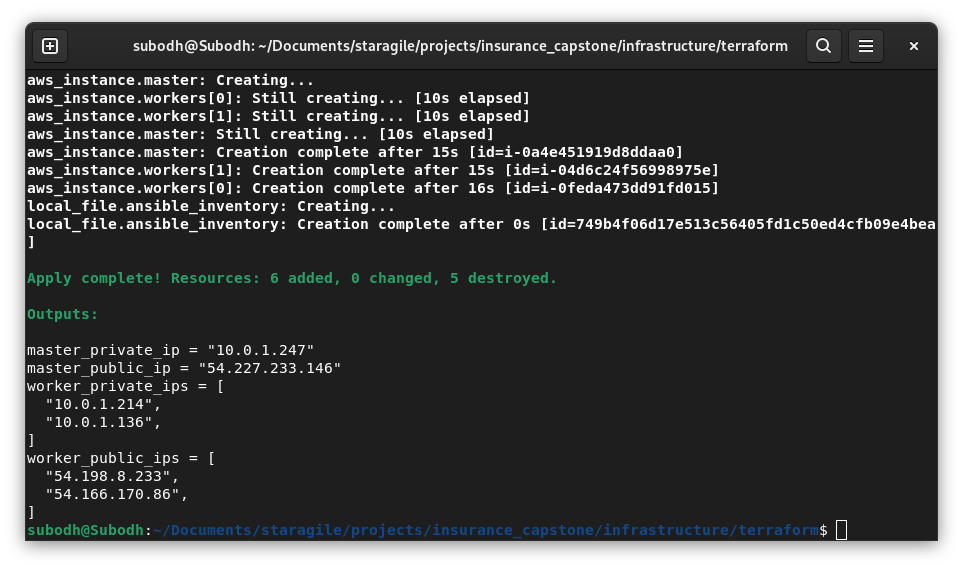 subodh@Subodh: ~/Documents/staragile/projects/insurance_capstone/infrastructure/terraform
aws_instance.master: Creating...
aws_instance.workers[0]: Still creating... [10s elapsed]
aws_instance.workers[1]: Still creating... [10s elapsed]
aws_instance.master: Still creating... [10s elapsed]
aws_instance.master: Creation complete after 15s [id=i-0a4e451919d8ddaa0]
aws_instance.workers[1]: Creation complete after 15s [id=i-04d6c24f56998975e]
aws_instance.workers[0]: Creation complete after 16s [id=i-0feda473dd91fd015]
local_file.ansible_inventory: Creating...
local_file.ansible_inventory: Creation complete after 0s [id=749b4f06d17e513c56405fd1c50ed4cfb09e4bea
]
Apply complete! Resources: 6 added, 0 changed, 5 destroyed.
Outputs:
master_private_ip = "10.0.1.247"
master_public_ip = "54.227.233.146"
worker_private_ips = [
  "10.0.1.214",
  "10.0.1.136",
]
worker_public_ips = [
  "54.198.8.233",
  "54.166.170.86",
]
subodh@Subodh:~/Documents/staragile/projects/insurance_capstone/infrastructure/terraform$